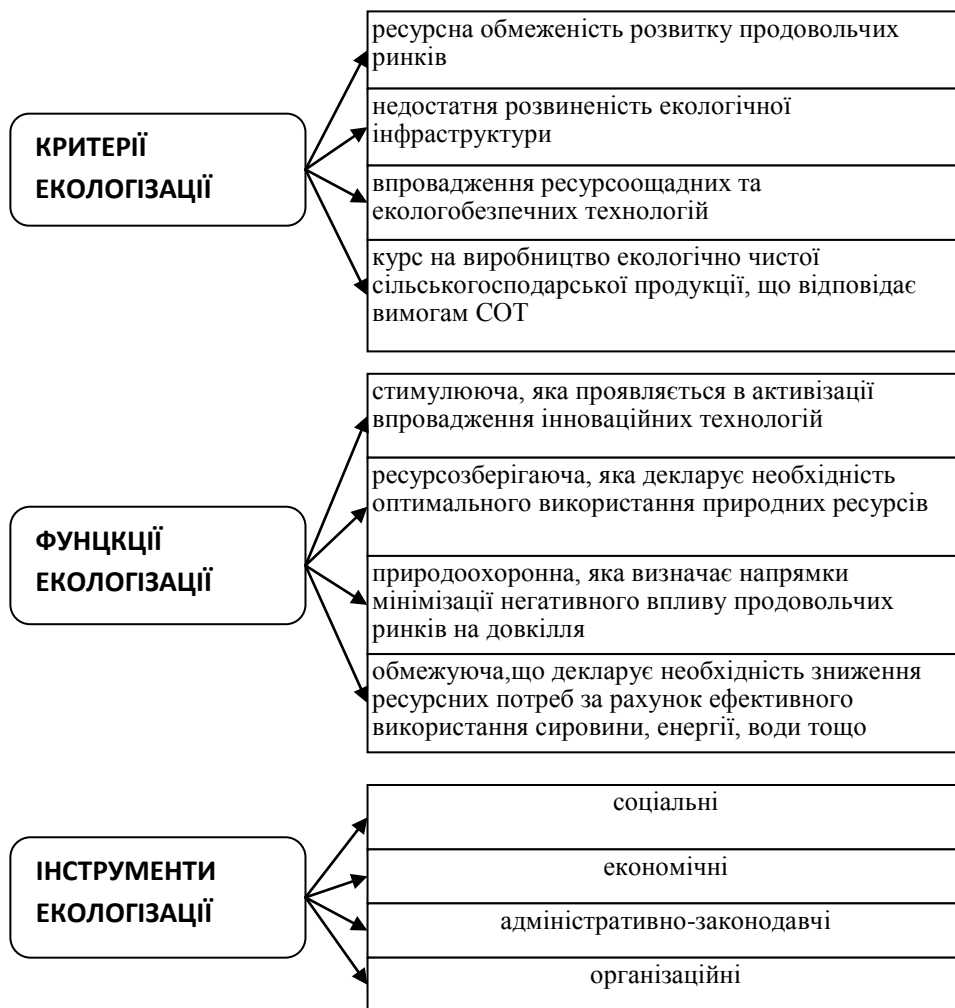 КРИТЕРІЇ
ЕКОЛОГІЗАЦІЇ
ресурсна обмеженість розвитку продовольчих
ринків
недостатня розвиненість екологічної
інфраструктури
впровадження ресурсоощадних та
екологобезпечних технологій
курс на виробництво екологічно чистої
сільськогосподарської продукції, що відповідає
вимогам СОТ
ФУНЦКЦІЇ
ЕКОЛОГІЗАЦІЇ
стимулююча, яка проявляється в активізації
впровадження інноваційних технологій
ресурсозберігаюча, яка декларує необхідність
оптимального використання природних ресурсів
природоохоронна, яка визначає напрямки
мінімізації негативного впливу продовольчих
ринків на довкілля
обмежуюча,що декларує необхідність зниження
ресурсних потреб за рахунок ефективного
використання сировини, енергії, води тощо
ІНСТРУМЕНТИ
ЕКОЛОГІЗАЦІЇ
соціальні
економічні
адміністративно-законодавчі
організаційні